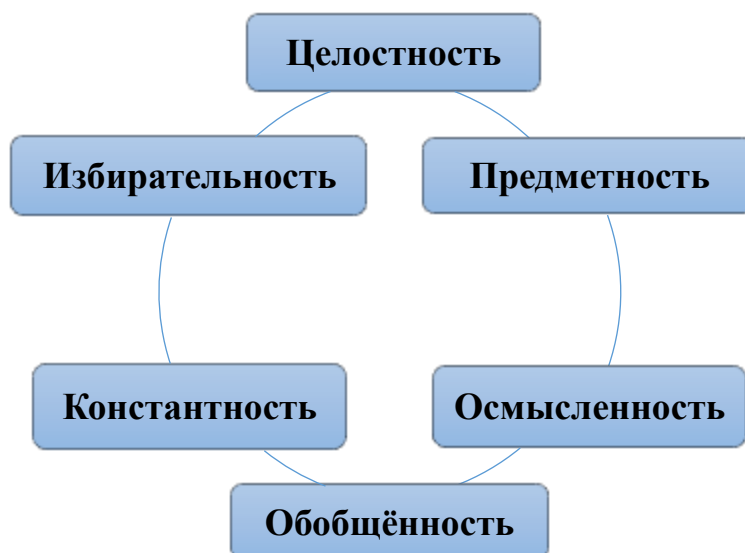 Целостность
Избирательность
Предметность
Константность
Осмысленность
Обобщённость